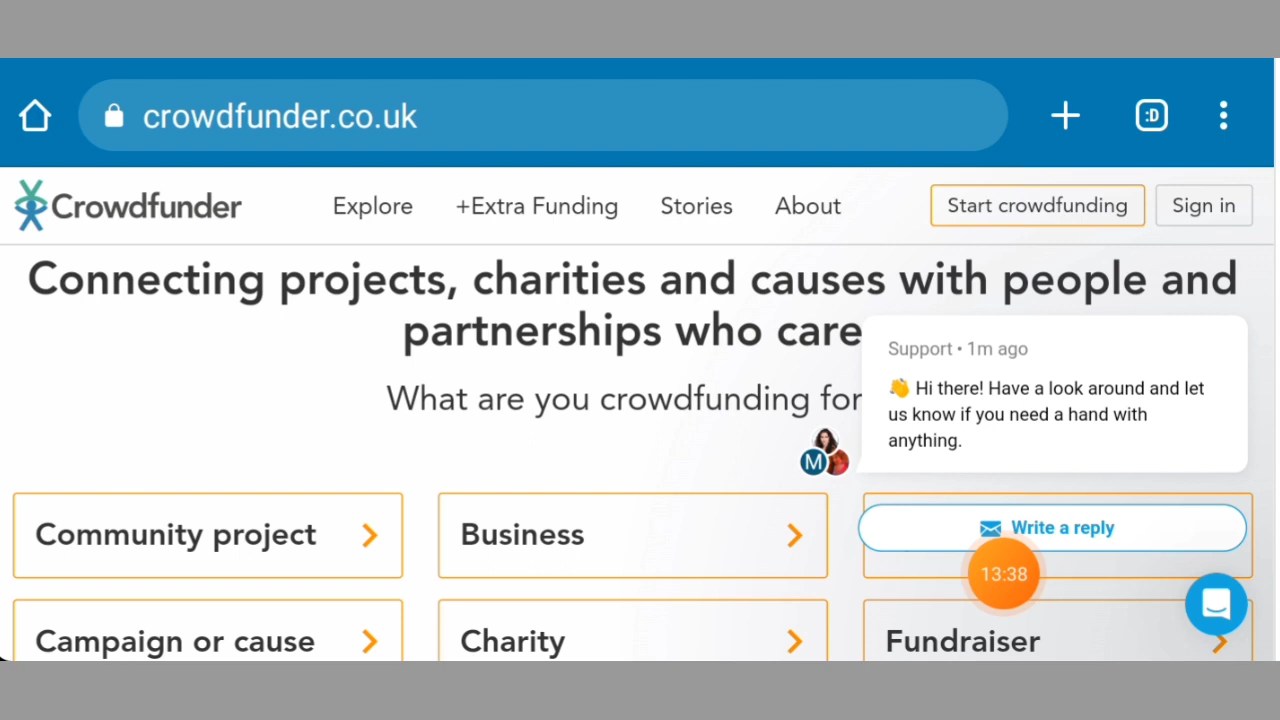 :D
crowdfunder.co.uk
Crowdfunder
Explore
+Extra Funding
Stories
About
Start crowdfunding
Sign in
Connecting projects, charities and causes with people and
partnerships who care
What are you crowdfunding for
Support • 1m ago
👋 Hi there! Have a look around and let
us know if you need a hand with
anything.
M
Write a reply
Community project
Business
13:38
Campaign or cause
Charity
Fundraiser